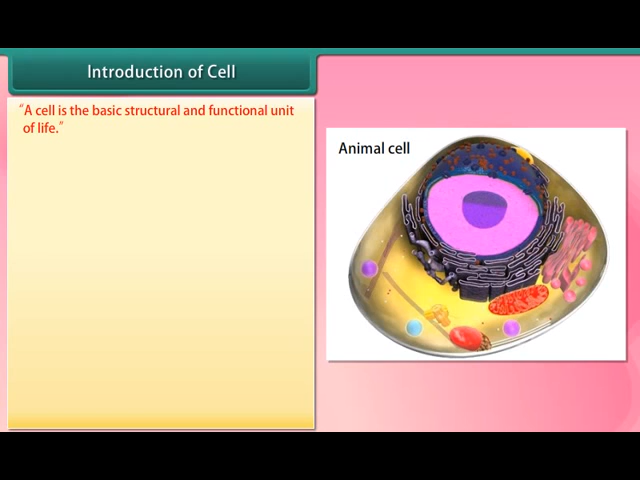 Introduction of Cell
“A cell is the basic structural and functional unit
of life.”
Animal cell